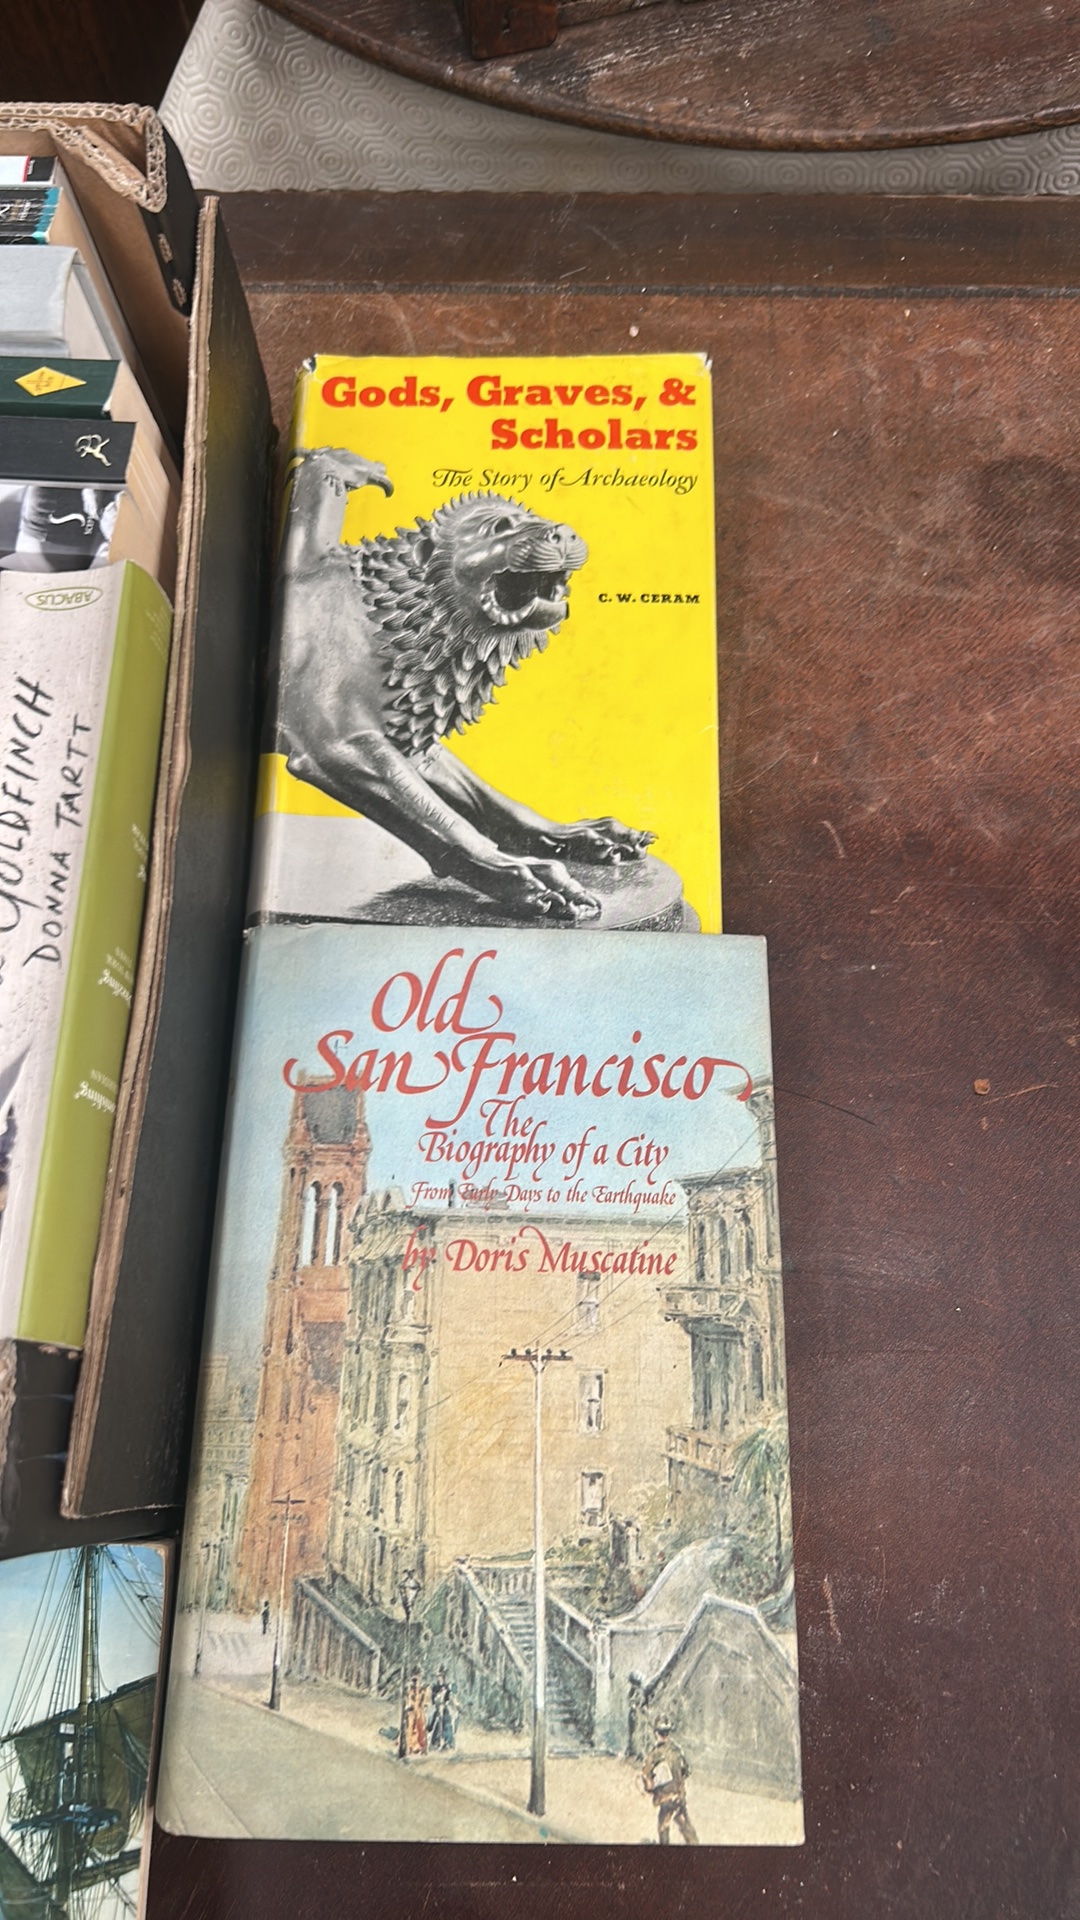 Gods, Graves, &
Scholars
The Story of Archaeology
C. W. CERAM
Old
San Francisco
The
Biography of a City
From Early Days to the Earthquake
by Doris Muscatine
ABACUS
GOLDFINCH
DONNA TARTT